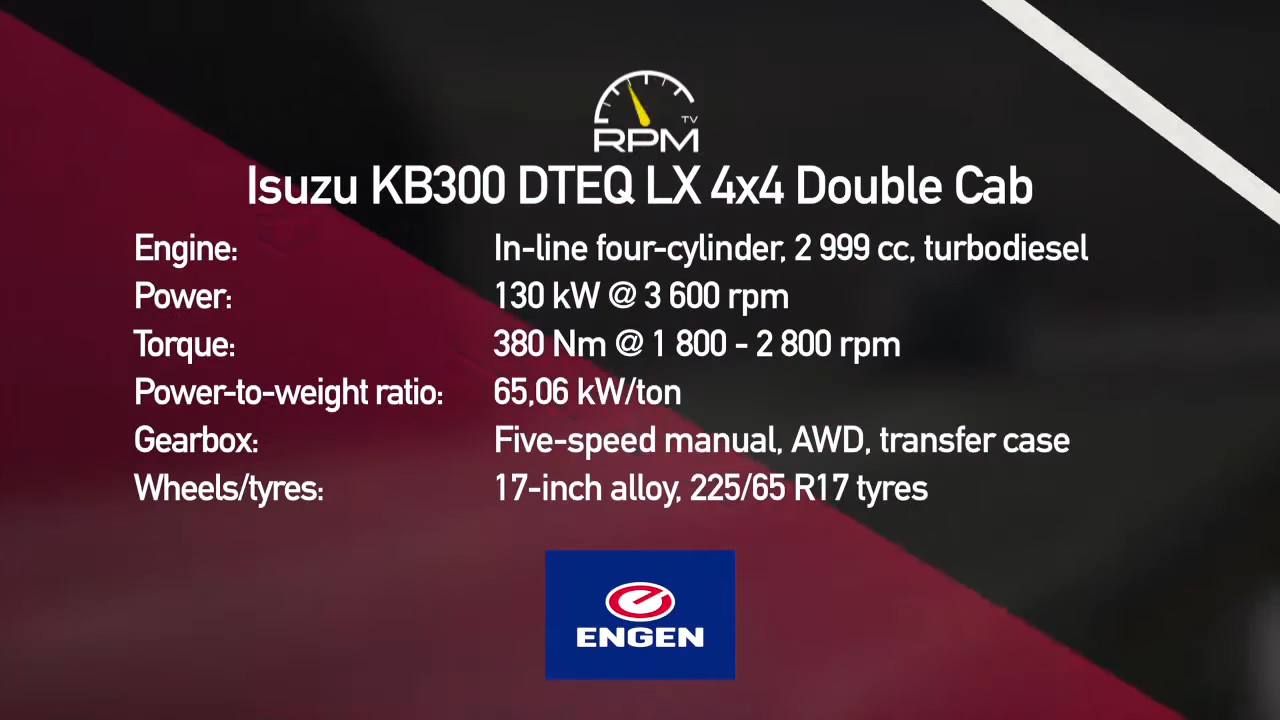 TV
RPM
Isuzu KB300 DTEQ LX 4x4 Double Cab
Engine: In-line four-cylinder, 2 999 cc, turbodiesel
Power: 130 kW @ 3 600 rpm
Torque: 380 Nm @ 1 800 - 2 800 rpm
Power-to-weight ratio: 65,06 kW/ton
Gearbox: Five-speed manual, AWD, transfer case
Wheels/tyres: 17-inch alloy, 225/65 R17 tyres
ENGEN